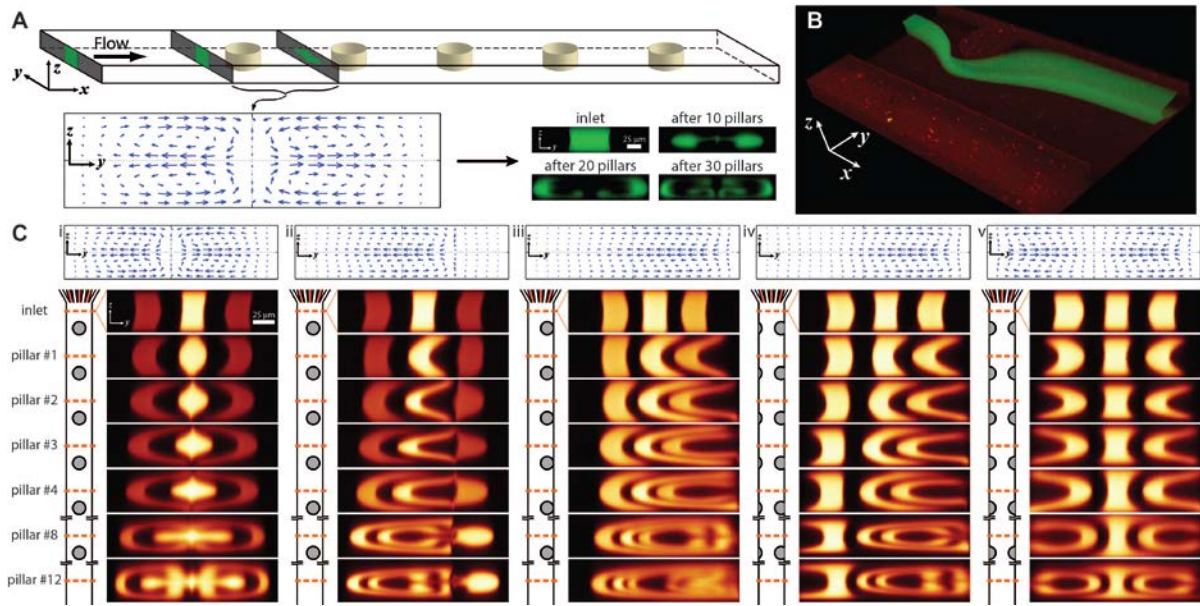 A
Flow
z
y
x
z
y
inlet
z
y
25 μm
after 10 pillars
after 20 pillars
after 30 pillars
B
z
y
x
C
i
z
y
ii
z
y
iii
z
y
iv
z
y
v
z
y
inlet
z
y
25 μm
pillar #1
pillar #2
pillar #3
pillar #4
pillar #8
pillar #12